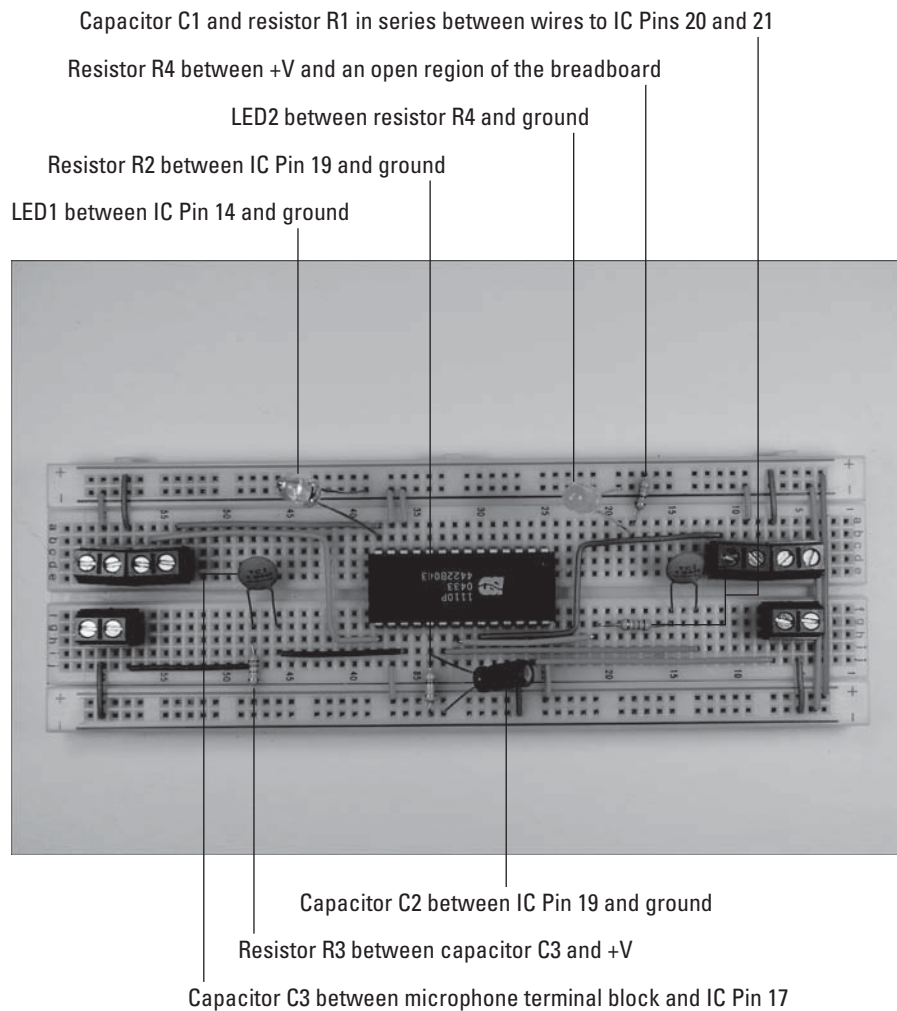 Capacitor C1 and resistor R1 in series between wires to IC Pins 20 and 21
Resistor R4 between +V and an open region of the breadboard
LED2 between resistor R4 and ground
Resistor R2 between IC Pin 19 and ground
LED1 between IC Pin 14 and ground
1110P
0433
Capacitor C2 between IC Pin 19 and ground
Resistor R3 between capacitor C3 and +V
Capacitor C3 between microphone terminal block and IC Pin 17